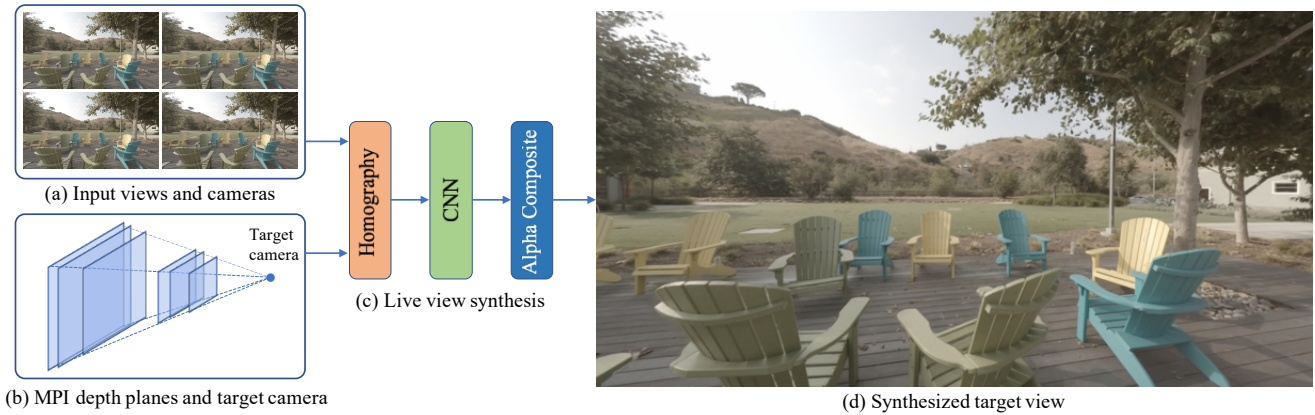 (a) Input views and cameras
Target
camera
(b) MPI depth planes and target camera
Homography
CNN
Alpha Composite
(c) Live view synthesis
(d) Synthesized target view